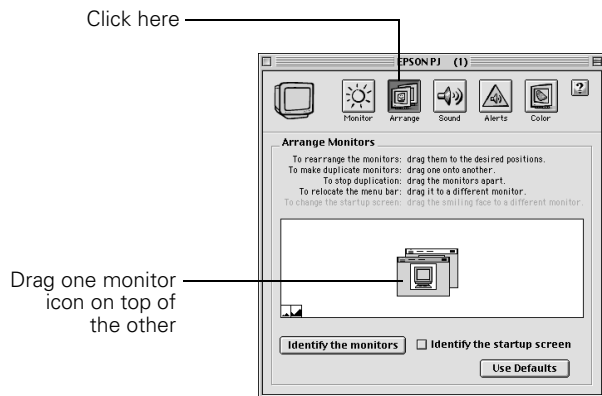 Click here
EPSON PJ (1)
?
Monitor Arrange Sound Alerts Color
Arrange Monitors
To rearrange the monitors: drag them to the desired positions.
To make duplicate monitors: drag one onto another.
To stop duplication: drag the monitors apart.
To relocate the menu bar: drag it to a different monitor.
To change the startup screen: drag the smiling face to a different monitor.
Drag one monitor
icon on top of
the other
Identify the monitors Identify the startup screen
Use Defaults